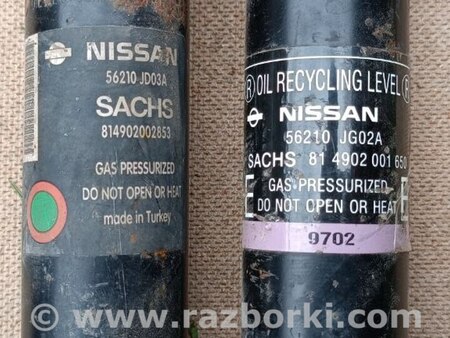 NISSAN
56210 JD03A
SACHS
814902002853
GAS PRESSURIZED
DO NOT OPEN OR HEAT
made in Turkey
OIL RECYCLING LEVEL
NISSAN
56210 JG02A
SACHS 81 4902 001 650
GAS PRESSURIZED
DO NOT OPEN OR HEAT
E E
9702
© www.razborki.com